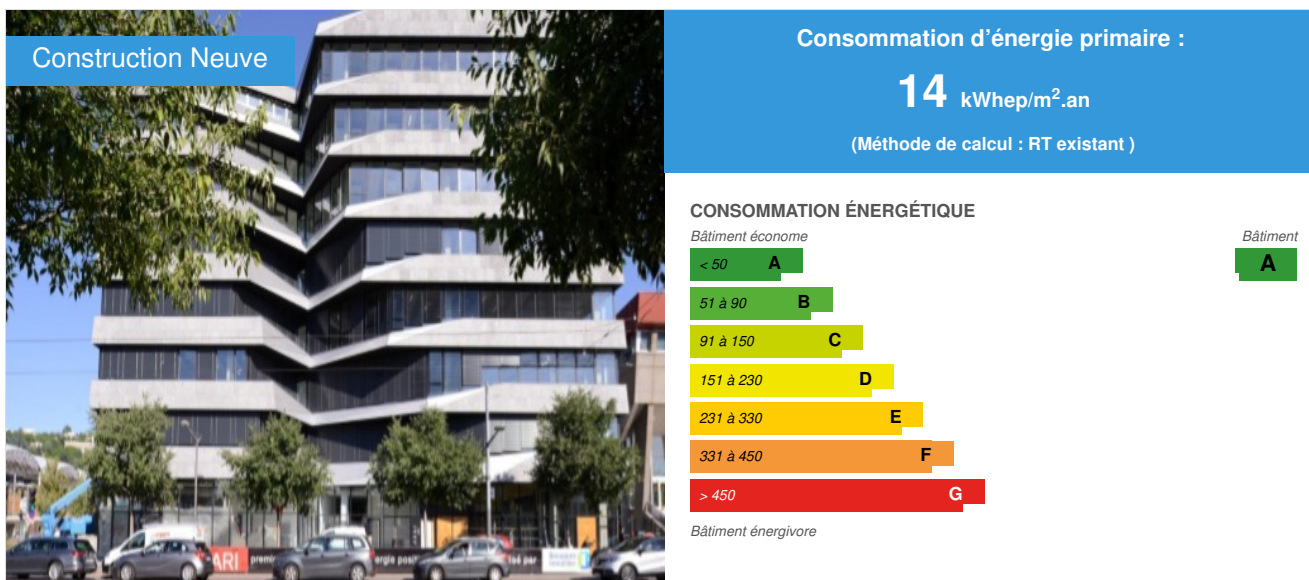 Construction Neuve
Consommation d'énergie primaire :
14 kWhep/m².an
(Méthode de calcul : RT existant )
CONSOMMATION ÉNERGÉTIQUE
Bâtiment économe
Bâtiment
< 50 A
A
51 à 90 B
91 à 150 C
151 à 230 D
231 à 330 E
331 à 450 F
> 450 G
Bâtiment énergivore
ARI